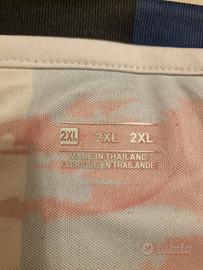 2XL 2XL 2XL
MADE IN THAILAND
FABRIQUÉ EN THAÏLANDE
subito